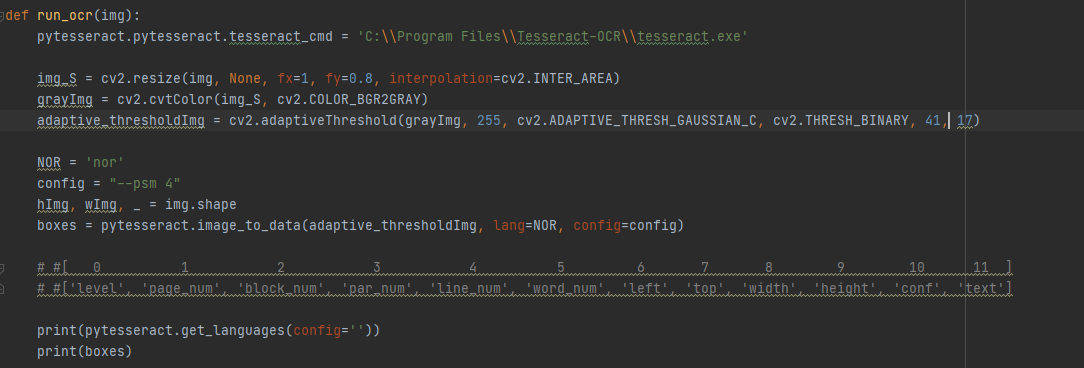 def run_ocr(img):
pytesseract.pytesseract.tesseract_cmd = 'C:\\Program Files\\Tesseract-OCR\\tesseract.exe'
img_S = cv2.resize(img, None, fx=1, fy=0.8, interpolation=cv2.INTER_AREA)
grayImg = cv2.cvtColor(img_S, cv2.COLOR_BGR2GRAY)
adaptive_thresholdImg = cv2.adaptiveThreshold(grayImg, 255, cv2.ADAPTIVE_THRESH_GAUSSIAN_C, cv2.THRESH_BINARY, 41, 17)
NOR = 'nor'
config = "--psm 4"
hImg, wImg, _ = img.shape
boxes = pytesseract.image_to_data(adaptive_thresholdImg, lang=NOR, config=config)
# #[   0          1           2           3           4          5         6       7       8        9        10      11  ]
# #['level', 'page_num', 'block_num', 'par_num', 'line_num', 'word_num', 'left', 'top', 'width', 'height', 'conf', 'text']
print(pytesseract.get_languages(config=''))
print(boxes)